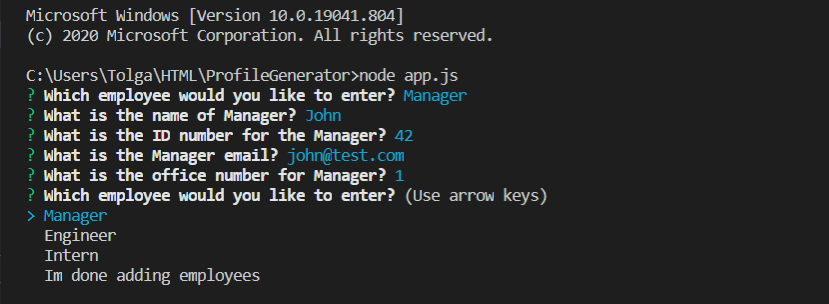 Microsoft Windows [Version 10.0.19041.804]
(c) 2020 Microsoft Corporation. All rights reserved.
C:\Users\Tolga\HTML\ProfileGenerator>node app.js
? Which employee would you like to enter? Manager
? What is the name of Manager? John
? What is the ID number for the Manager? 42
? What is the Manager email? john@test.com
? What is the office number for Manager? 1
? Which employee would you like to enter? (Use arrow keys)
> Manager
Engineer
Intern
Im done adding employees